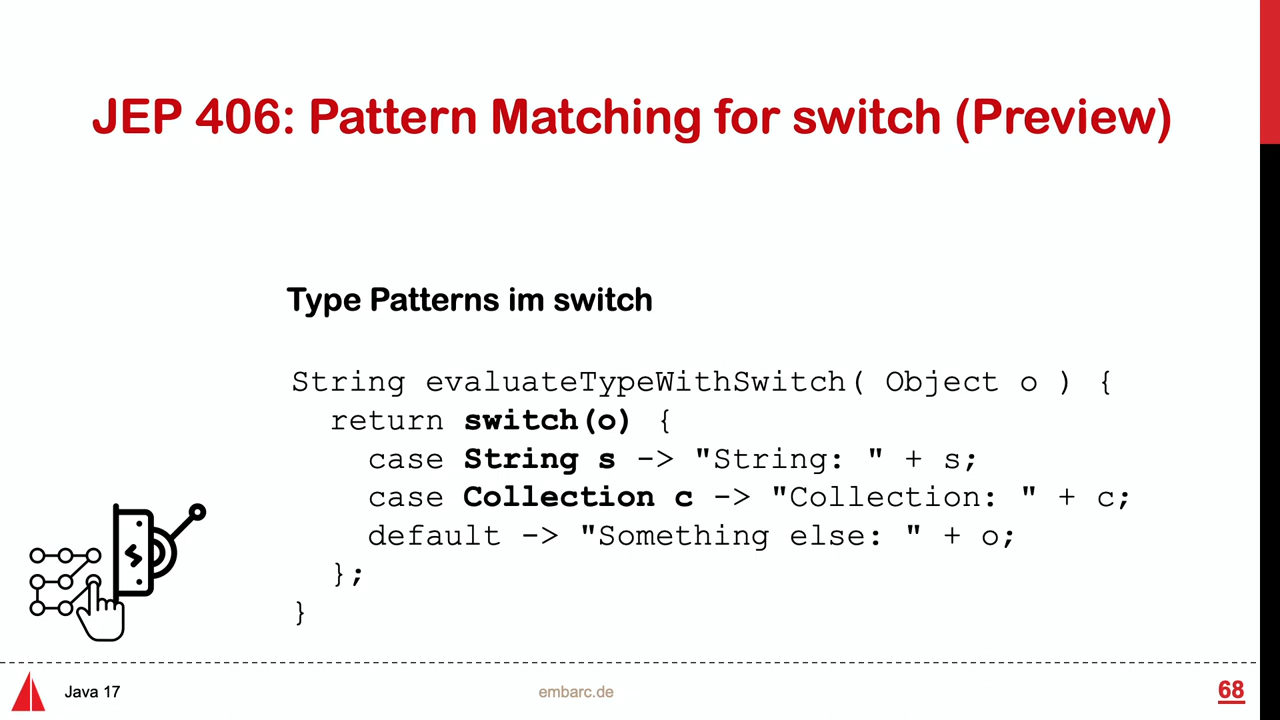 JEP 406: Pattern Matching for switch (Preview)
Type Patterns im switch
String evaluateTypeWithSwitch( Object o ) {
  return switch(o) {
    case String s -> "String: " + s;
    case Collection c -> "Collection: " + c;
    default -> "Something else: " + o;
  };
}
Java 17
embarc.de
68